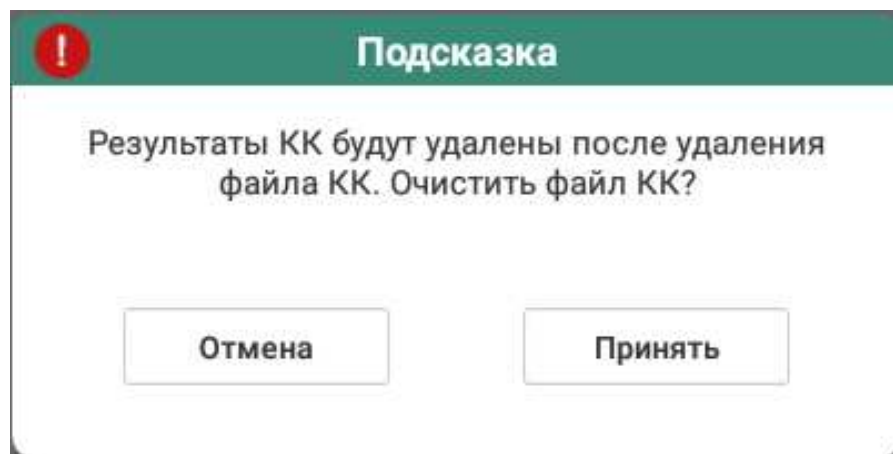 Подсказка
Результаты КК будут удалены после удаления
файла КК. Очистить файл КК?
Отмена
Принять